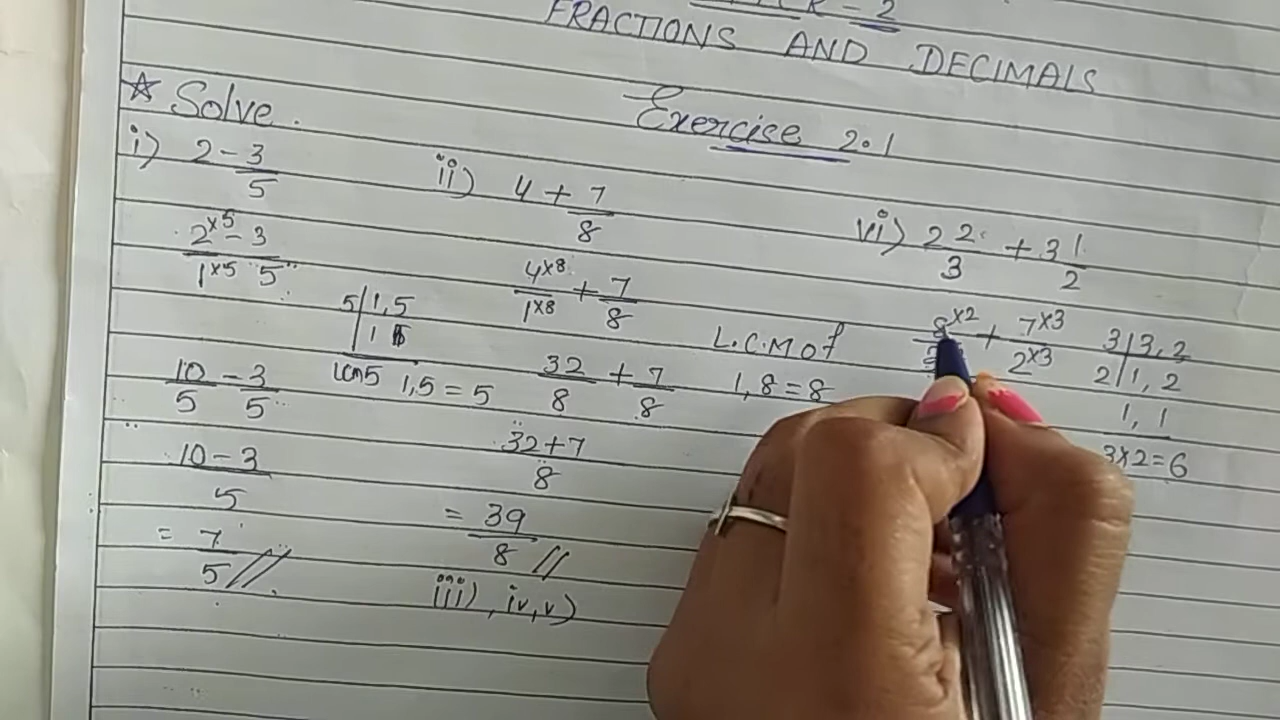 - 2
FRACTIONS AND DECIMALS
Exercise 2.1
☆ Solve.
i) 2 - 3/5
2×5/1×5 - 3/5
5 | 1, 5
1
10/5 - 3/5
LCM 1, 5 = 5
10 - 3/5
= 7/5 //
ii) 4 + 7/8
4×8/1×8 + 7/8
L.C.M of
1, 8 = 8
32/8 + 7/8
32 + 7/8
= 39/8 //
iii), iv, v)
vi) 2 2/3 + 3 1/2
8×2 + 7×3/2×3
3 | 3, 2
2 | 1, 2
1, 1
3×2 = 6